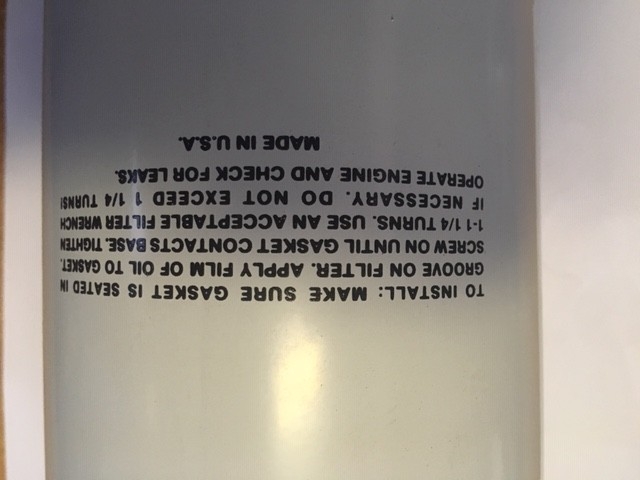 TO INSTALL: MAKE SURE GASKET IS SEATED IN
GROOVE ON FILTER. APPLY FILM OF OIL TO GASKET.
SCREW ON UNTIL GASKET CONTACTS BASE. TIGHTEN
1-1 1/4 TURNS. USE AN ACCEPTABLE FILTER WRENCH
IF NECESSARY. DO NOT EXCEED 1 1/4 TURNS!
OPERATE ENGINE AND CHECK FOR LEAKS.
MADE IN U.S.A.